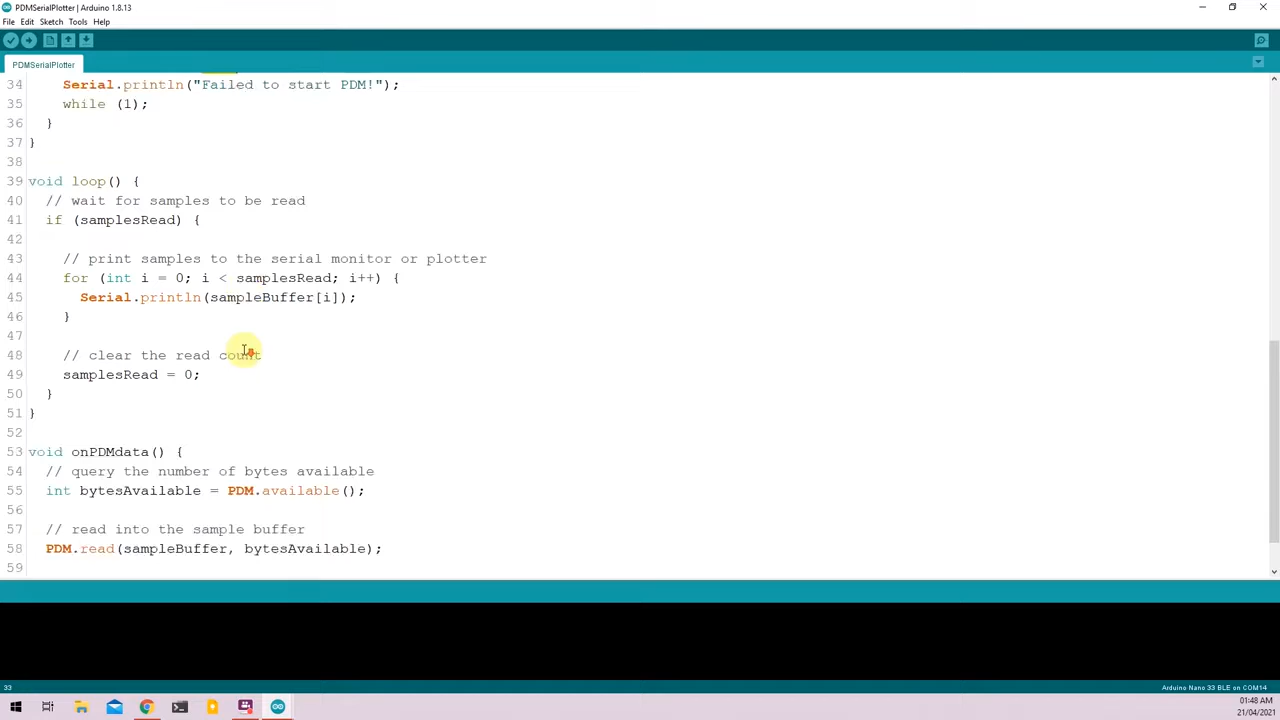 PDMSerialPlotter | Arduino 1.8.13
File Edit Sketch Tools Help
PDMSerialPlotter
34 Serial.println("Failed to start PDM!");
35 while (1);
36 }
37 }
38
39 void loop() {
40 // wait for samples to be read
41 if (samplesRead) {
42
43 // print samples to the serial monitor or plotter
44 for (int i = 0; i < samplesRead; i++) {
45 Serial.println(sampleBuffer[i]);
46 }
47
48 // clear the read count
49 samplesRead = 0;
50 }
51 }
52
53 void onPDMdata() {
54 // query the number of bytes available
55 int bytesAvailable = PDM.available();
56
57 // read into the sample buffer
58 PDM.read(sampleBuffer, bytesAvailable);
59
33 Arduino Nano 33 BLE on COM14
01:48 AM
21/04/2021